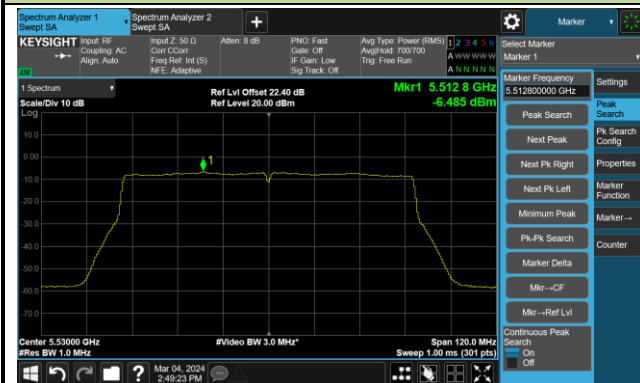 Spectrum Analyzer 1
Swept SA
Spectrum Analyzer 2
Swept SA
+
Marker
KEYSIGHT
Input: RF
Coupling: AC
Align: Auto
Input Z: 50 Ω
Corr CCorr
Freq Ref: Int (S)
NFE: Adaptive
Atten: 8 dB
PNO: Fast
Gate: Off
IF Gain: Low
Sig Track: Off
Avg Type: Power (RMS)
Avg|Hold: 700/700
Trig: Free Run
1 2 3 4 5 6
A W W W W W
A N N N N N
Select Marker
Marker 1
1 Spectrum
Scale/Div 10 dB
Log
Ref Lvl Offset 22.40 dB
Ref Level 20.00 dBm
Mkr1 5.512 8 GHz
-6.485 dBm
10.0
0.00
-10.0
-20.0
-30.0
-40.0
-50.0
-60.0
-70.0
1
Center 5.53000 GHz
#Res BW 1.0 MHz
#Video BW 3.0 MHz*
Span 120.0 MHz
Sweep 1.00 ms (301 pts)
Marker Frequency
5.512800000 GHz
Peak Search
Next Peak
Next Pk Right
Next Pk Left
Minimum Peak
Pk-Pk Search
Marker Delta
Mkr→CF
Mkr→Ref Lvl
Continuous Peak
Search
On
Off
Settings
Peak
Search
Pk Search
Config
Properties
Marker
Function
Marker→
Counter
Mar 04, 2024
2:49:23 PM